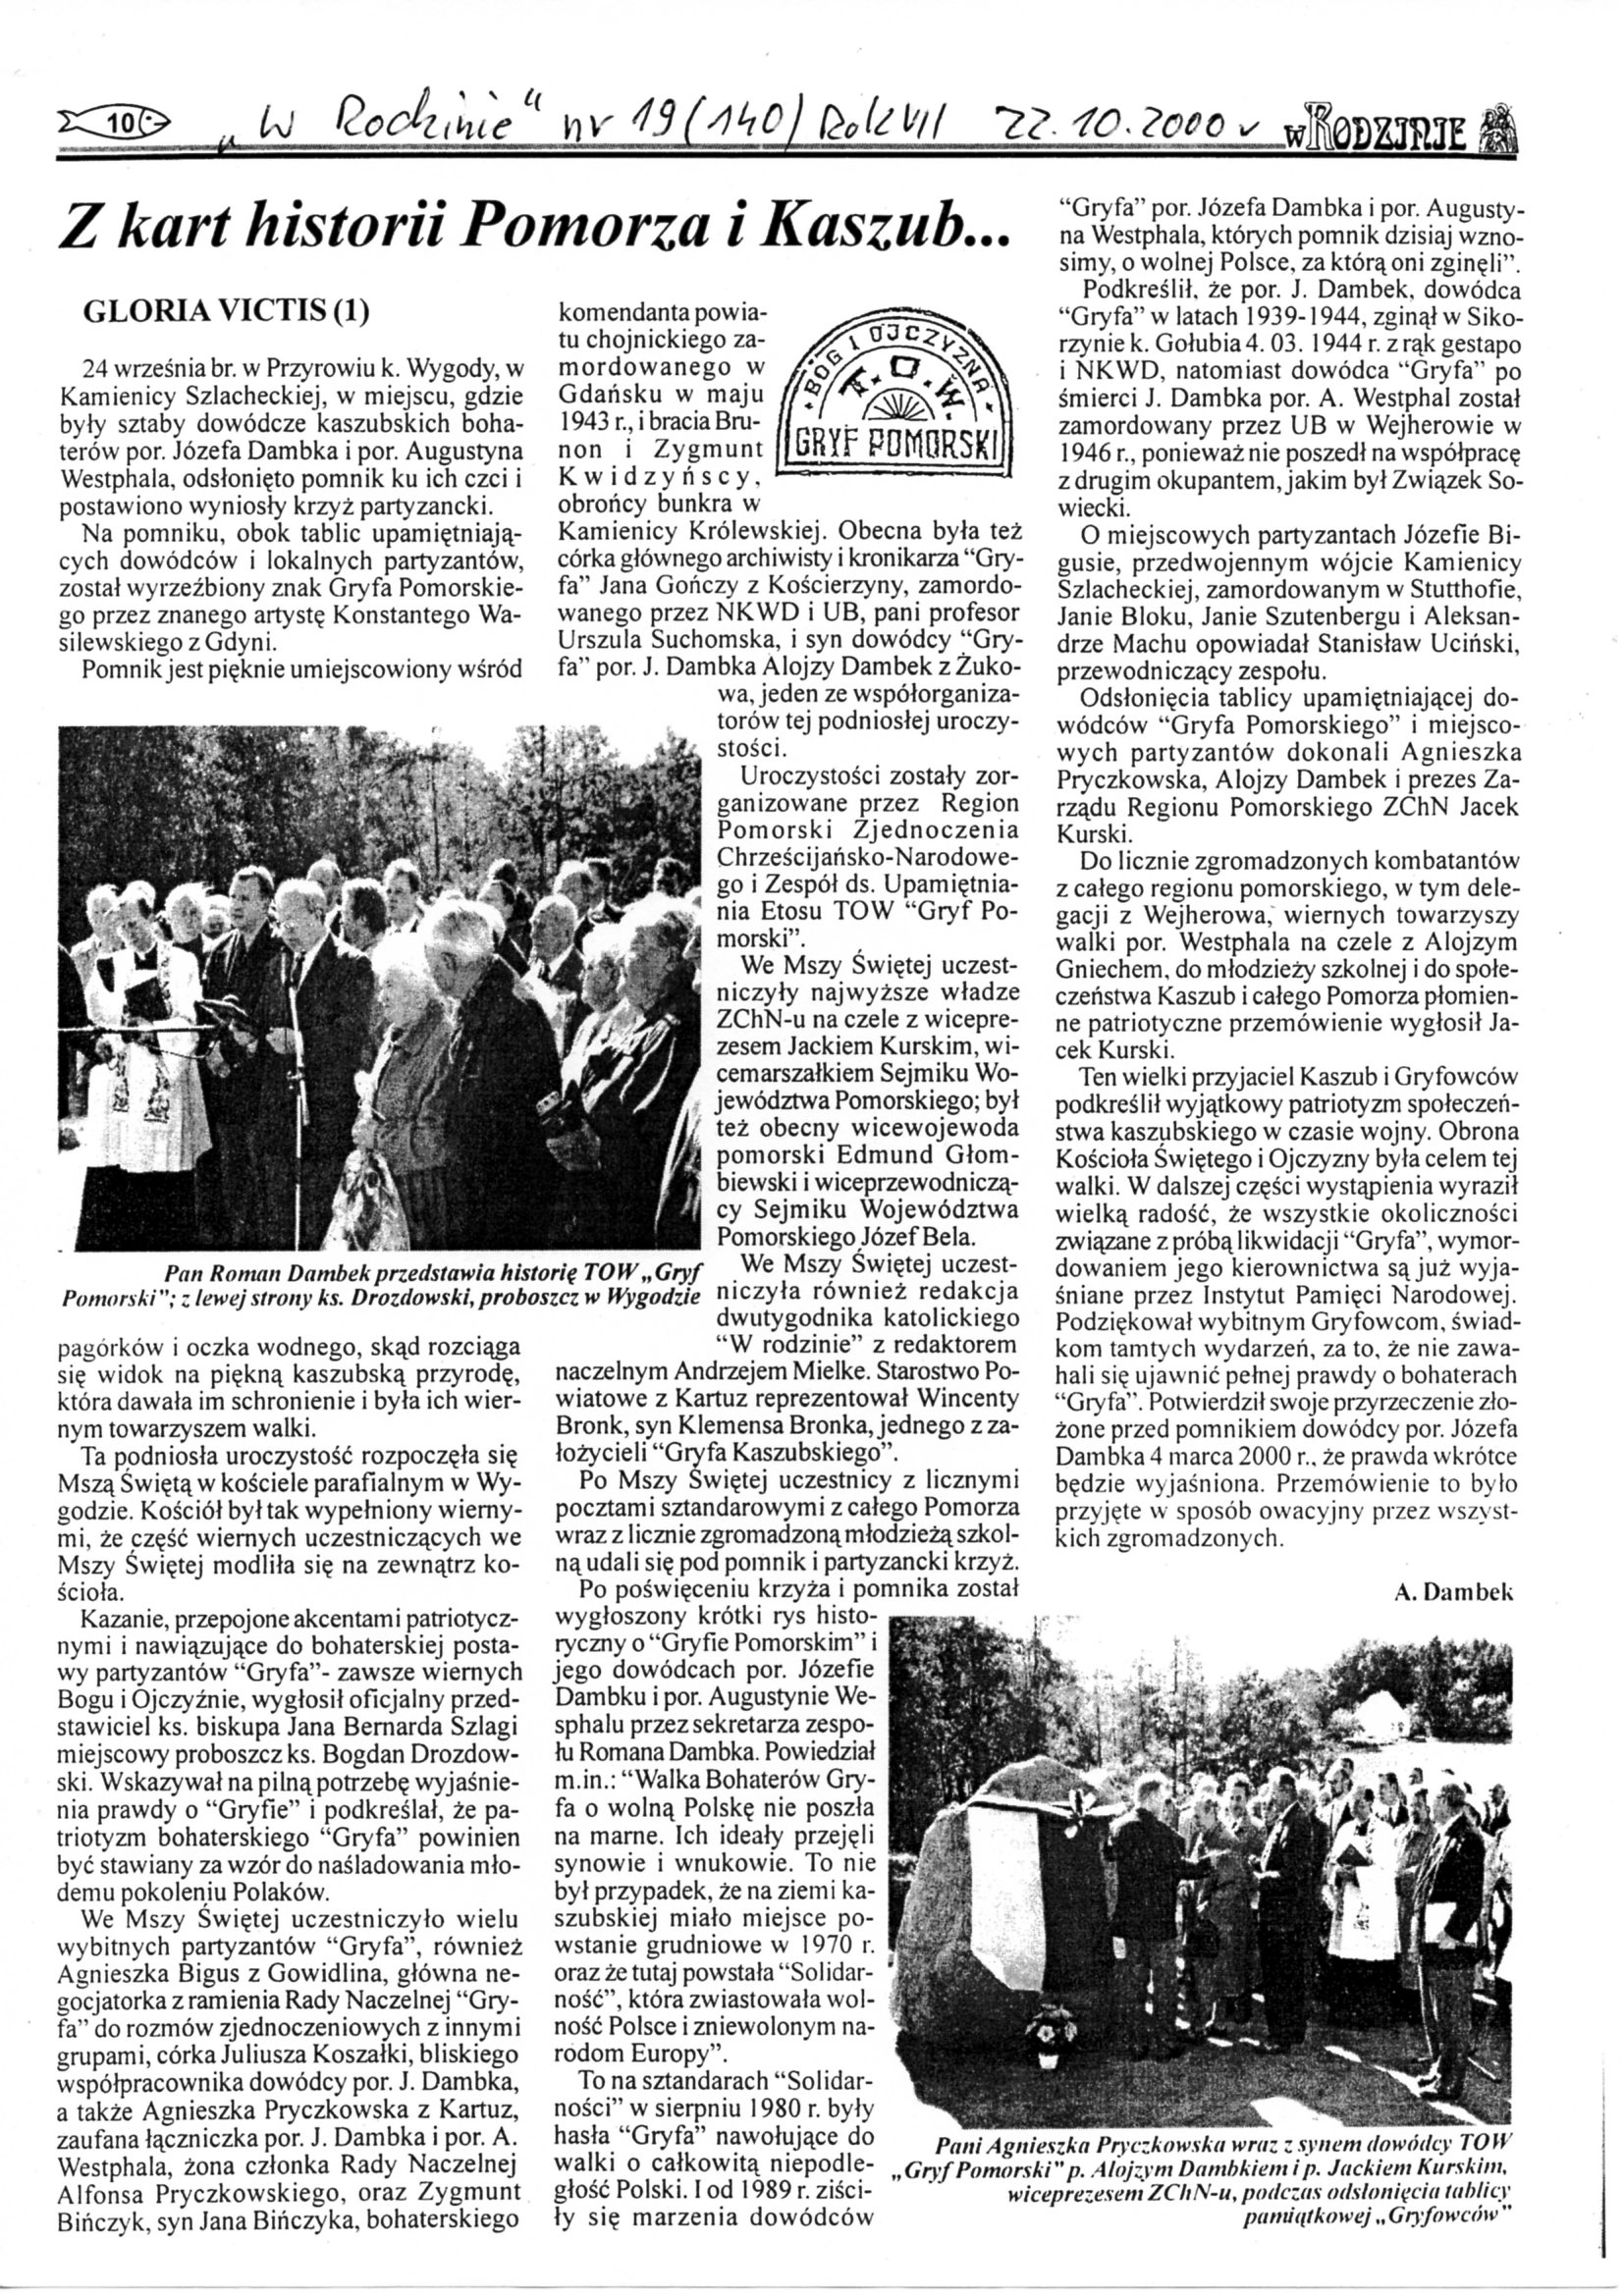 10
„W Rodzinie" nr 19 (140) Rok VII 22.10.2000 r
w RODZINIE
Z kart historii Pomorza i Kaszub...
GLORIA VICTIS (1)
24 września br. w Przyrowiu k. Wygody, w
Kamienicy Szlacheckiej, w miejscu, gdzie
były sztaby dowódcze kaszubskich boha-
terów por. Józefa Dambka i por. Augustyna
Westphala, odsłonięto pomnik ku ich czci i
postawiono wyniosły krzyż partyzancki.
Na pomniku, obok tablic upamiętniają-
cych dowódców i lokalnych partyzantów,
został wyrzeźbiony znak Gryfa Pomorskie-
go przez znanego artystę Konstantego Wa-
silewskiego z Gdyni.
Pomnik jest pięknie umiejscowiony wśród
Pan Roman Dambek przedstawia historię TOW „Gryf
Pomorski"; z lewej strony ks. Drozdowski, proboszcz w Wygodzie
pagórków i oczka wodnego, skąd rozciąga
się widok na piękną kaszubską przyrodę,
która dawała im schronienie i była ich wier-
nym towarzyszem walki.
Ta podniosła uroczystość rozpoczęła się
Mszą Świętą w kościele parafialnym w Wy-
godzie. Kościół był tak wypełniony wierny-
mi, że część wiernych uczestniczących we
Mszy Świętej modliła się na zewnątrz ko-
ścioła.
Kazanie, przepojone akcentami patriotycz-
nymi i nawiązujące do bohaterskiej posta-
wy partyzantów “Gryfa”- zawsze wiernych
Bogu i Ojczyźnie, wygłosił oficjalny przed-
stawiciel ks. biskupa Jana Bernarda Szlagi
miejscowy proboszcz ks. Bogdan Drozdow-
ski. Wskazywał na pilną potrzebę wyjaśnie-
nia prawdy o “Gryfie” i podkreślał, że pa-
triotyzm bohaterskiego “Gryfa” powinien
być stawiany za wzór do naśladowania mło-
demu pokoleniu Polaków.
We Mszy Świętej uczestniczyło wielu
wybitnych partyzantów “Gryfa”, również
Agnieszka Bigus z Gowidlina, główna ne-
gocjatorka z ramienia Rady Naczelnej “Gry-
fa” do rozmów zjednoczeniowych z innymi
grupami, córka Juliusza Koszałki, bliskiego
współpracownika dowódcy por. J. Dambka,
a także Agnieszka Pryczkowska z Kartuz,
zaufana łączniczka por. J. Dambka i por. A.
Westphala, żona członka Rady Naczelnej
Alfonsa Pryczkowskiego, oraz Zygmunt
Bińczyk, syn Jana Bińczyka, bohaterskiego
komendanta powia-
tu chojnickiego za-
mordowanego w
Gdańsku w maju
1943 r., i bracia Bru-
non i Zygmunt
Kwidzyńscy,
obrońcy bunkra w
BÓG I OJCZYZNA
T.O.W.
GRYF POMORSKI
Kamienicy Królewskiej. Obecna była też
córka głównego archiwisty i kronikarza “Gry-
fa” Jana Gończy z Kościerzyny, zamordo-
wanego przez NKWD i UB, pani profesor
Urszula Suchomska, i syn dowódcy “Gry-
fa” por. J. Dambka Alojzy Dambek z Żuko-
wa, jeden ze współorganiza-
torów tej podniosłej uroczy-
stości.
Uroczystości zostały zor-
ganizowane przez Region
Pomorski Zjednoczenia
Chrześcijańsko-Narodowe-
go i Zespół ds. Upamiętnia-
nia Etosu TOW “Gryf Po-
morski”.
We Mszy Świętej uczest-
niczyły najwyższe władze
ZChN-u na czele z wicepre-
zesem Jackiem Kurskim, wi-
cemarszałkiem Sejmiku Wo-
jewództwa Pomorskiego; był
też obecny wicewojewoda
pomorski Edmund Głom-
biewski i wiceprzewodniczą-
cy Sejmiku Województwa
Pomorskiego Józef Bela.
We Mszy Świętej uczest-
niczyła również redakcja
dwutygodnika katolickiego
“W rodzinie” z redaktorem
naczelnym Andrzejem Mielke. Starostwo Po-
wiatowe z Kartuz reprezentował Wincenty
Bronk, syn Klemensa Bronka, jednego z za-
łożycieli “Gryfa Kaszubskiego”.
Po Mszy Świętej uczestnicy z licznymi
pocztami sztandarowymi z całego Pomorza
wraz z licznie zgromadzoną młodzieżą szkol-
ną udali się pod pomnik i partyzancki krzyż.
Po poświęceniu krzyża i pomnika został
wygłoszony krótki rys histo-
ryczny o “Gryfie Pomorskim” i
jego dowódcach por. Józefie
Dambku i por. Augustynie We-
sphalu przez sekretarza zespo-
łu Romana Dambka. Powiedział
m.in.: “Walka Bohaterów Gry-
fa o wolną Polskę nie poszła
na marne. Ich ideały przejęli
synowie i wnukowie. To nie
był przypadek, że na ziemi ka-
szubskiej miało miejsce po-
wstanie grudniowe w 1970 r.
oraz że tutaj powstała “Solidar-
ność”, która zwiastowała wol-
ność Polsce i zniewolonym na-
rodom Europy”.
To na sztandarach “Solidar-
ności” w sierpniu 1980 r. były
hasła “Gryfa” nawołujące do
walki o całkowitą niepodle-
głość Polski. I od 1989 r. ziści-
ły się marzenia dowódców
“Gryfa” por. Józefa Dambka i por. Augusty-
na Westphala, których pomnik dzisiaj wzno-
simy, o wolnej Polsce, za którą oni zginęli”.
Podkreślił, że por. J. Dambek, dowódca
“Gryfa” w latach 1939-1944, zginął w Siko-
rzynie k. Gołubia 4. 03. 1944 r. z rąk gestapo
i NKWD, natomiast dowódca “Gryfa” po
śmierci J. Dambka por. A. Westphal został
zamordowany przez UB w Wejherowie w
1946 r., ponieważ nie poszedł na współpracę
z drugim okupantem, jakim był Związek So-
wiecki.
O miejscowych partyzantach Józefie Bi-
gusie, przedwojennym wójcie Kamienicy
Szlacheckiej, zamordowanym w Stutthofie,
Janie Bloku, Janie Szutenbergu i Aleksan-
drze Machu opowiadał Stanisław Uciński,
przewodniczący zespołu.
Odsłonięcia tablicy upamiętniającej do-
wódców “Gryfa Pomorskiego” i miejsco-
wych partyzantów dokonali Agnieszka
Pryczkowska, Alojzy Dambek i prezes Za-
rządu Regionu Pomorskiego ZChN Jacek
Kurski.
Do licznie zgromadzonych kombatantów
z całego regionu pomorskiego, w tym dele-
gacji z Wejherowa, wiernych towarzyszy
walki por. Westphala na czele z Alojzym
Gniechem, do młodzieży szkolnej i do społe-
czeństwa Kaszub i całego Pomorza płomien-
ne patriotyczne przemówienie wygłosił Ja-
cek Kurski.
Ten wielki przyjaciel Kaszub i Gryfowców
podkreślił wyjątkowy patriotyzm społeczeń-
stwa kaszubskiego w czasie wojny. Obrona
Kościoła Świętego i Ojczyzny była celem tej
walki. W dalszej części wystąpienia wyraził
wielką radość, że wszystkie okoliczności
związane z próbą likwidacji “Gryfa”, wymor-
dowaniem jego kierownictwa są już wyja-
śniane przez Instytut Pamięci Narodowej.
Podziękował wybitnym Gryfowcom, świad-
kom tamtych wydarzeń, za to, że nie zawa-
hali się ujawnić pełnej prawdy o bohaterach
“Gryfa”. Potwierdził swoje przyrzeczenie zło-
żone przed pomnikiem dowódcy por. Józefa
Dambka 4 marca 2000 r., że prawda wkrótce
będzie wyjaśniona. Przemówienie to było
przyjęte w sposób owacyjny przez wszyst-
kich zgromadzonych.
A. Dambek
Pani Agnieszka Pryczkowska wraz z synem dowódcy TOW
„Gryf Pomorski" p. Alojzym Dambkiem i p. Jackiem Kurskim,
wiceprezesem ZChN-u, podczas odsłonięcia tablicy
pamiątkowej „Gryfowców"